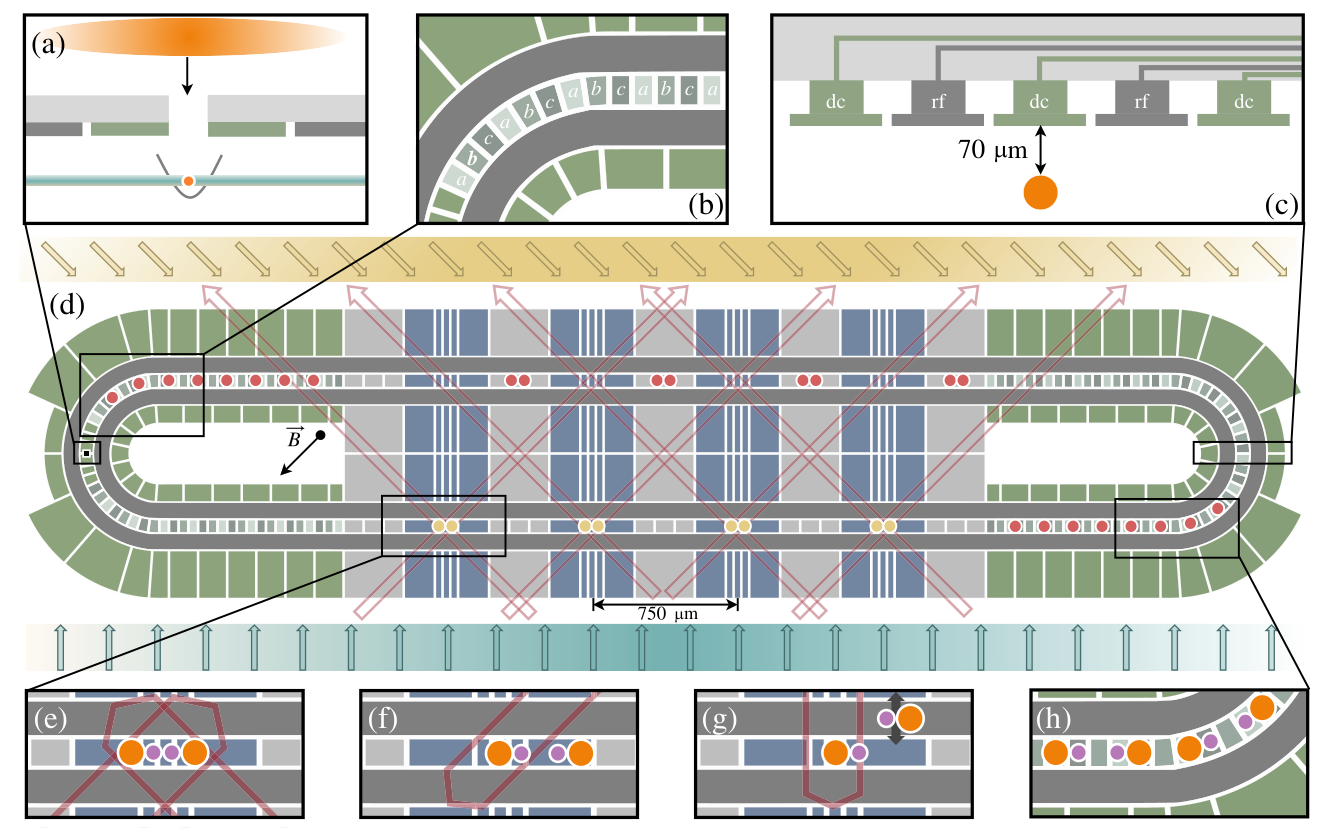 (a)
a b c a b c a b c a b c a
(b)
dc rf dc rf dc
70 μm
(c)
(d)
B
750 μm
(e)
(f)
(g)
(h)